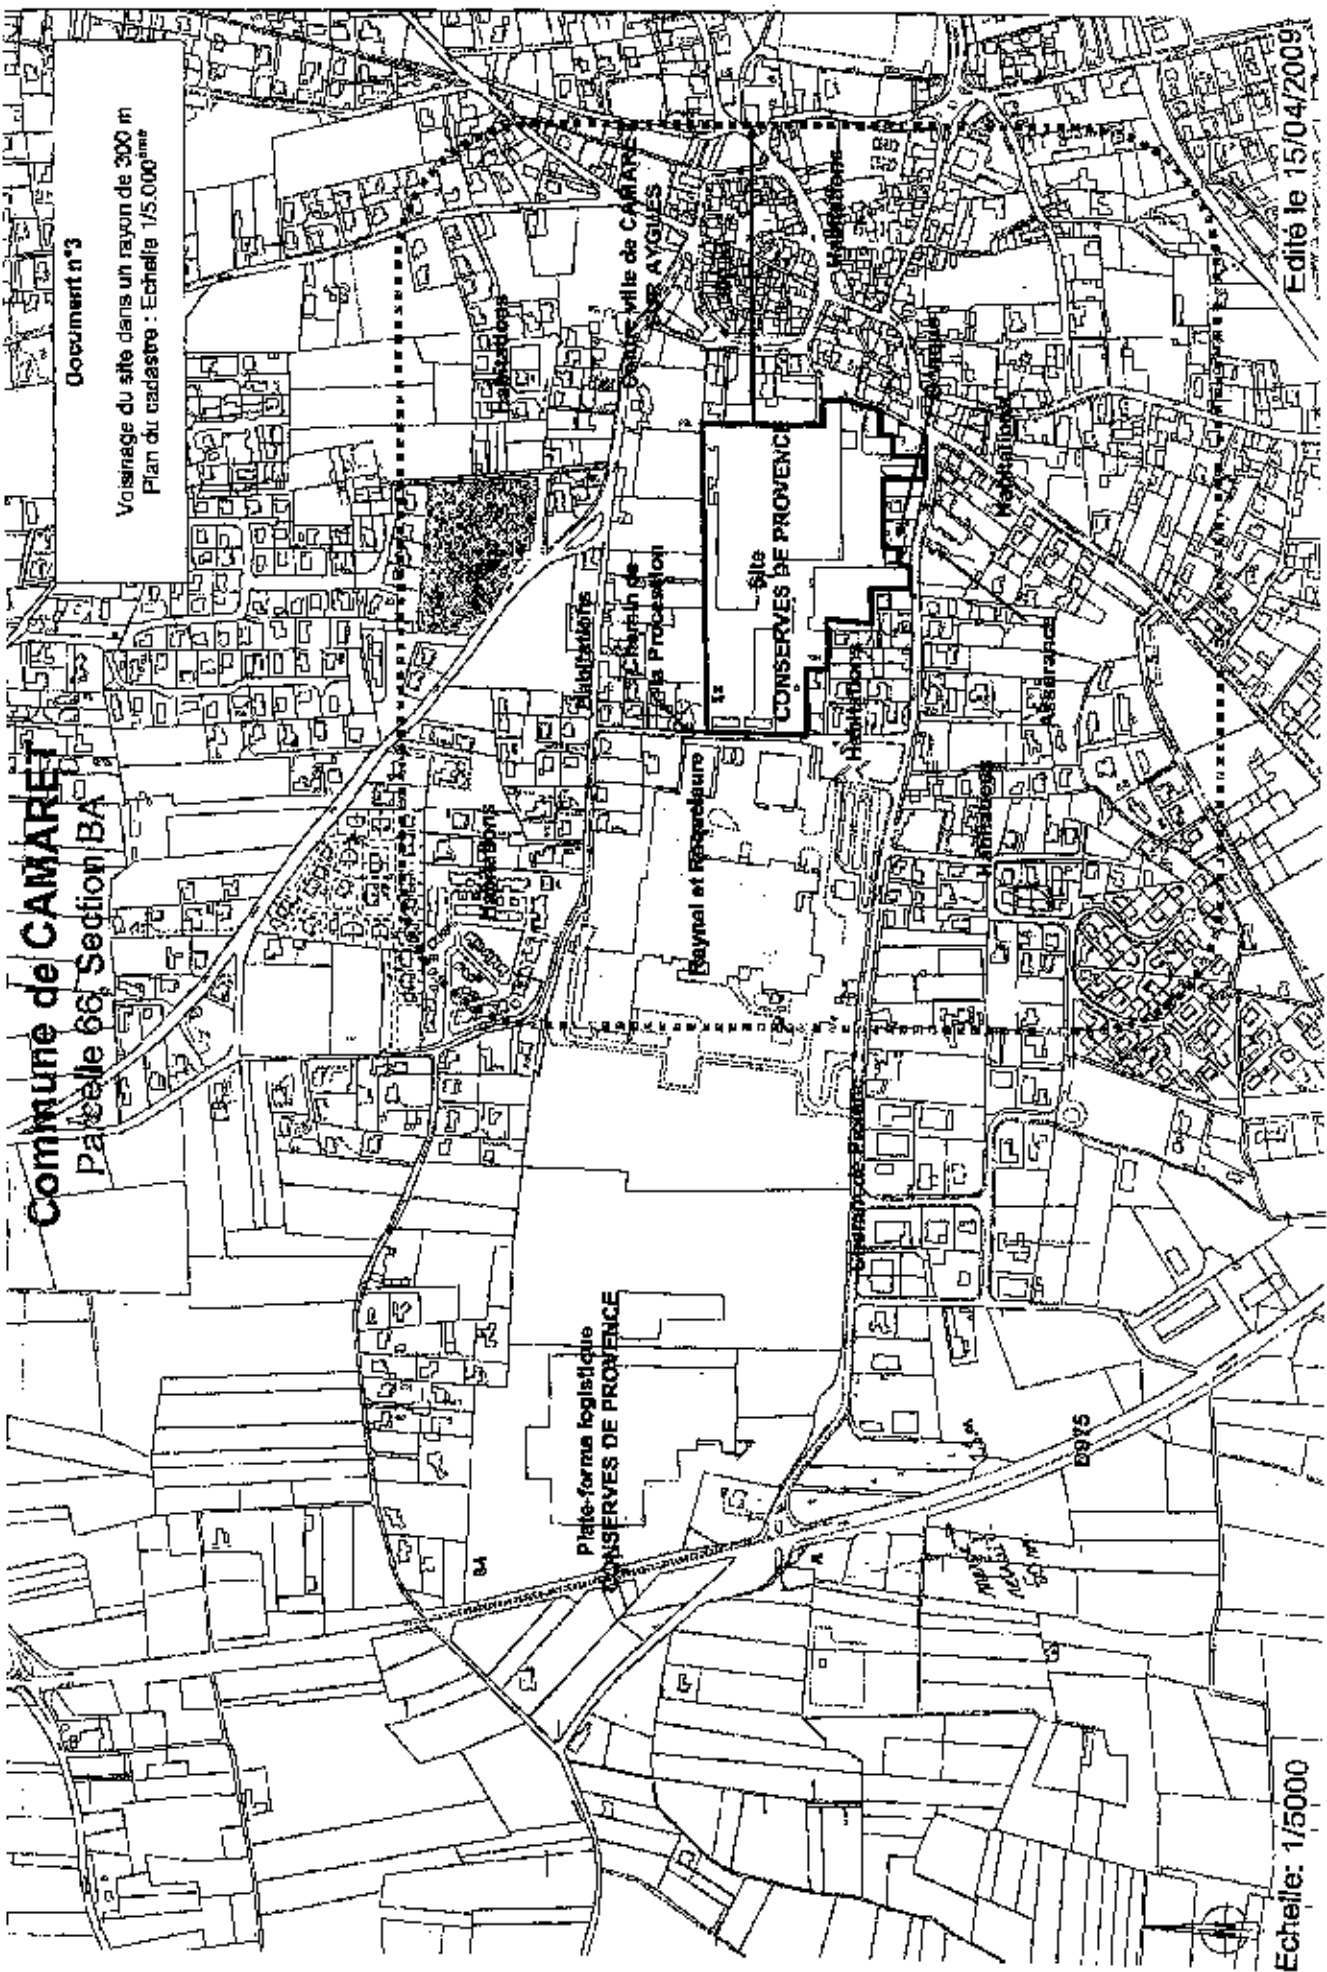 Commune de CAMARET
Parcelle 66 Section BA
Document n°3
Voisinage du site dans un rayon de 300 m
Plan du cadastre : Echelle 1/5.000ème
Habitations
Habitations
Habitations
Centre ville de CAMARET
SUR AYGUES
Habitations
Chemin de
la Procession
Site
CONSERVES DE PROVENCE
Raynal et Roquelaure
Habitations
Habitations
Habitations
Plate-forme logistique
CONSERVES DE PROVENCE
84
D975
Echelle: 1/5000
Edité le 15/04/2009